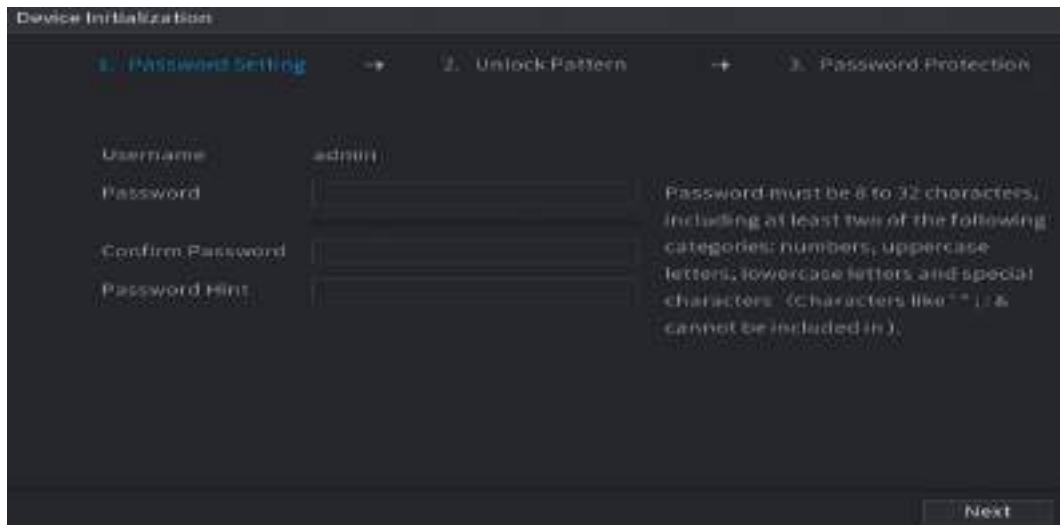 Device Initialization
1. Password Setting → 2. Unlock Pattern → 3. Password Protection
Username admin
Password
Password must be 8 to 32 characters,
including at least two of the following
categories: numbers, uppercase
letters, lowercase letters and special
characters (Characters like & 
cannot be included in ).
Confirm Password
Password Hint
Next